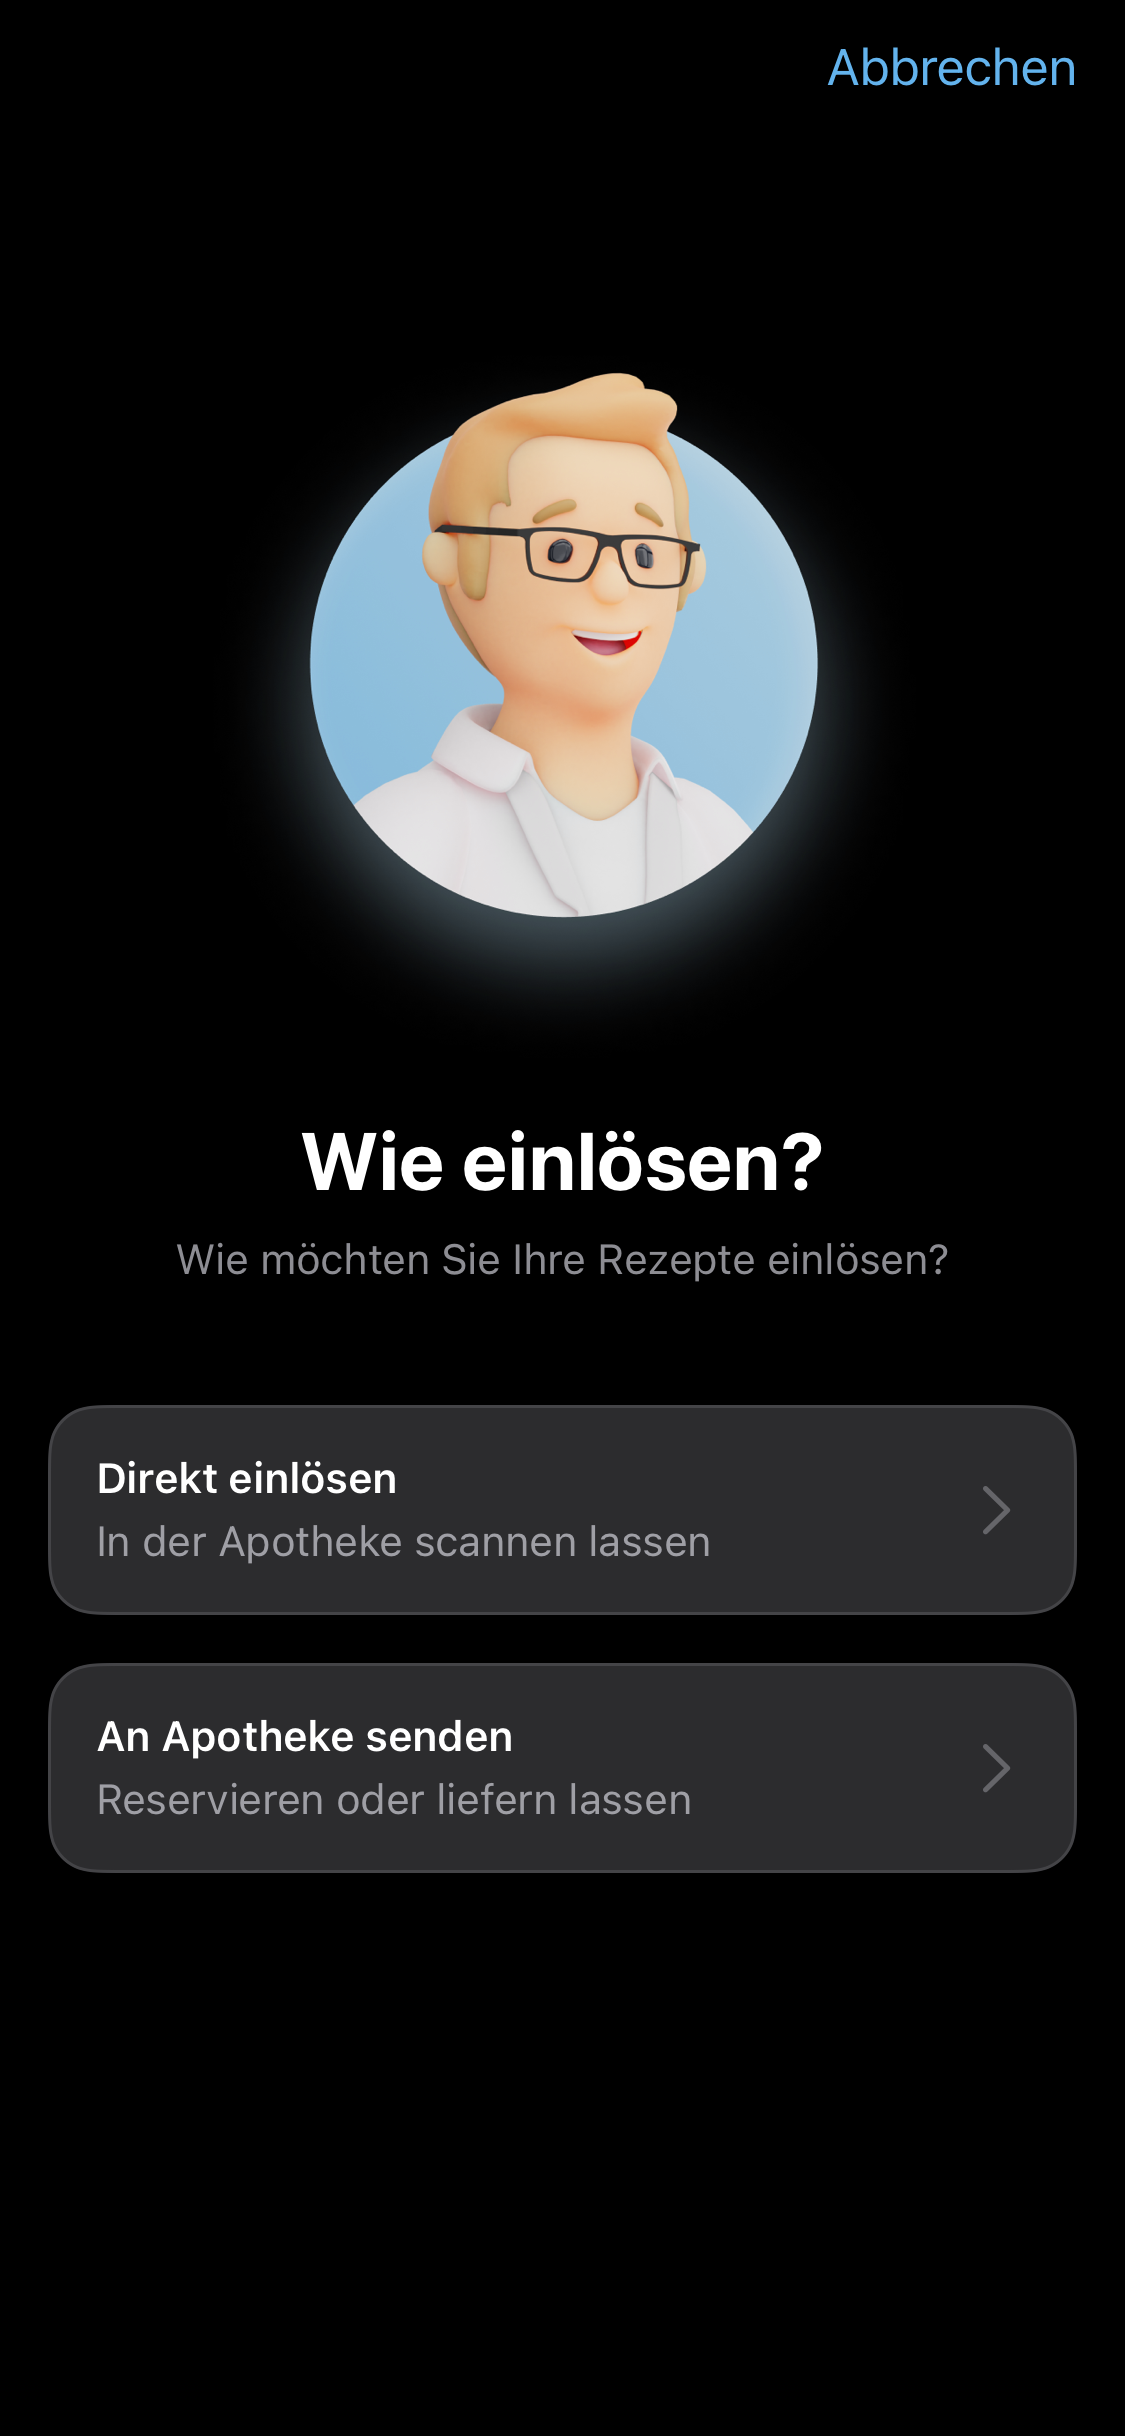 Abbrechen
Wie einlösen?
Wie möchten Sie Ihre Rezepte einlösen?
Direkt einlösen
In der Apotheke scannen lassen
An Apotheke senden
Reservieren oder liefern lassen